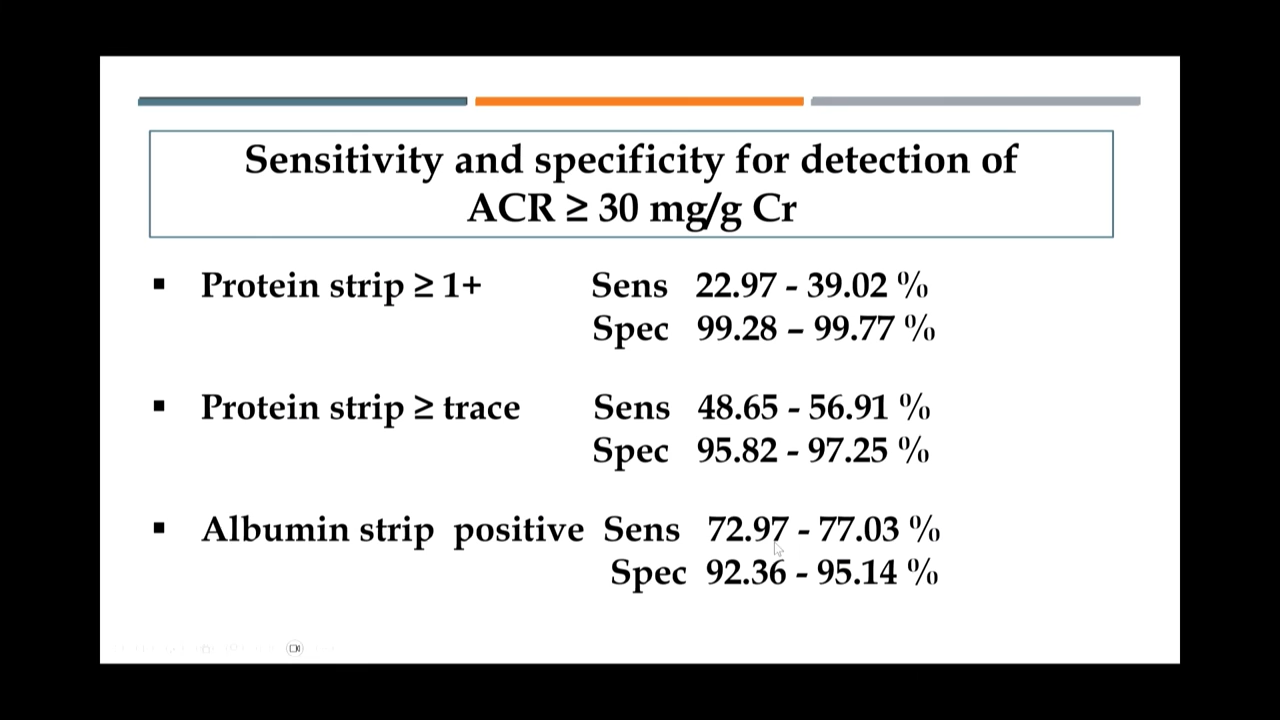 Sensitivity and specificity for detection of
ACR ≥ 30 mg/g Cr
▪ Protein strip ≥ 1+ Sens 22.97 - 39.02 %
Spec 99.28 – 99.77 %
▪ Protein strip ≥ trace Sens 48.65 - 56.91 %
Spec 95.82 - 97.25 %
▪ Albumin strip positive Sens 72.97 - 77.03 %
Spec 92.36 - 95.14 %